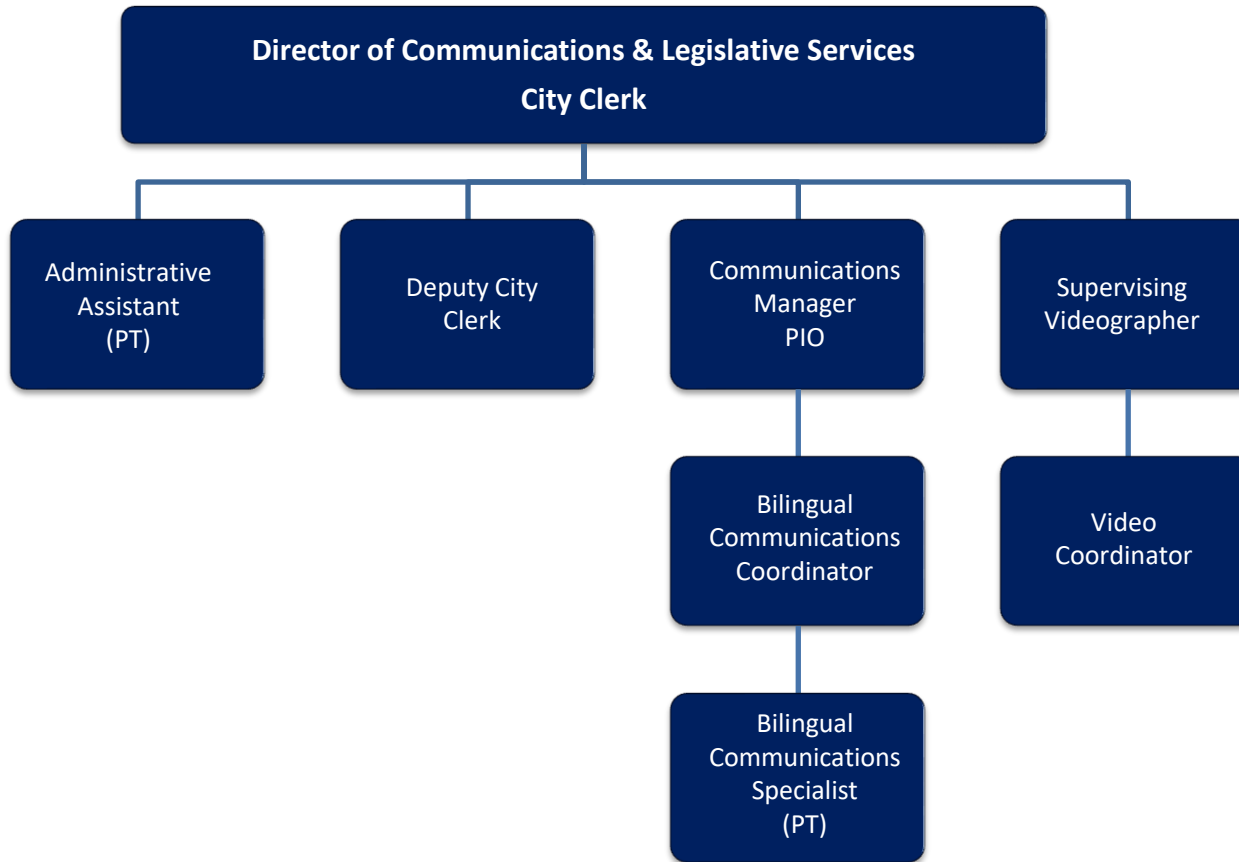 Director of Communications & Legislative Services
City Clerk
Administrative
Assistant
(PT)
Deputy City
Clerk
Communications
Manager
PIO
Supervising
Videographer
Bilingual
Communications
Coordinator
Video
Coordinator
Bilingual
Communications
Specialist
(PT)